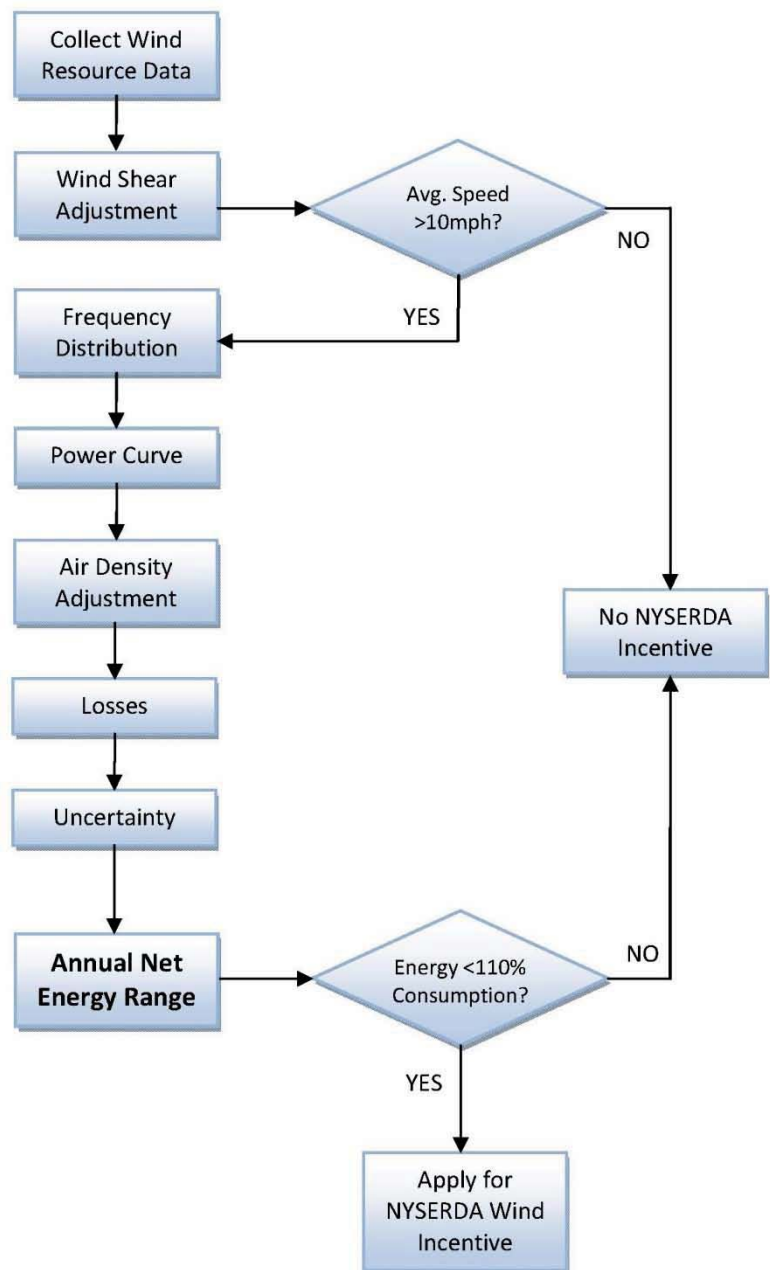 Collect Wind
Resource Data
Wind Shear
Adjustment
Avg. Speed
>10mph?
NO
YES
Frequency
Distribution
Power Curve
Air Density
Adjustment
No NYSERDA
Incentive
Losses
Uncertainty
Annual Net
Energy Range
Energy <110%
Consumption?
NO
YES
Apply for
NYSERDA Wind
Incentive